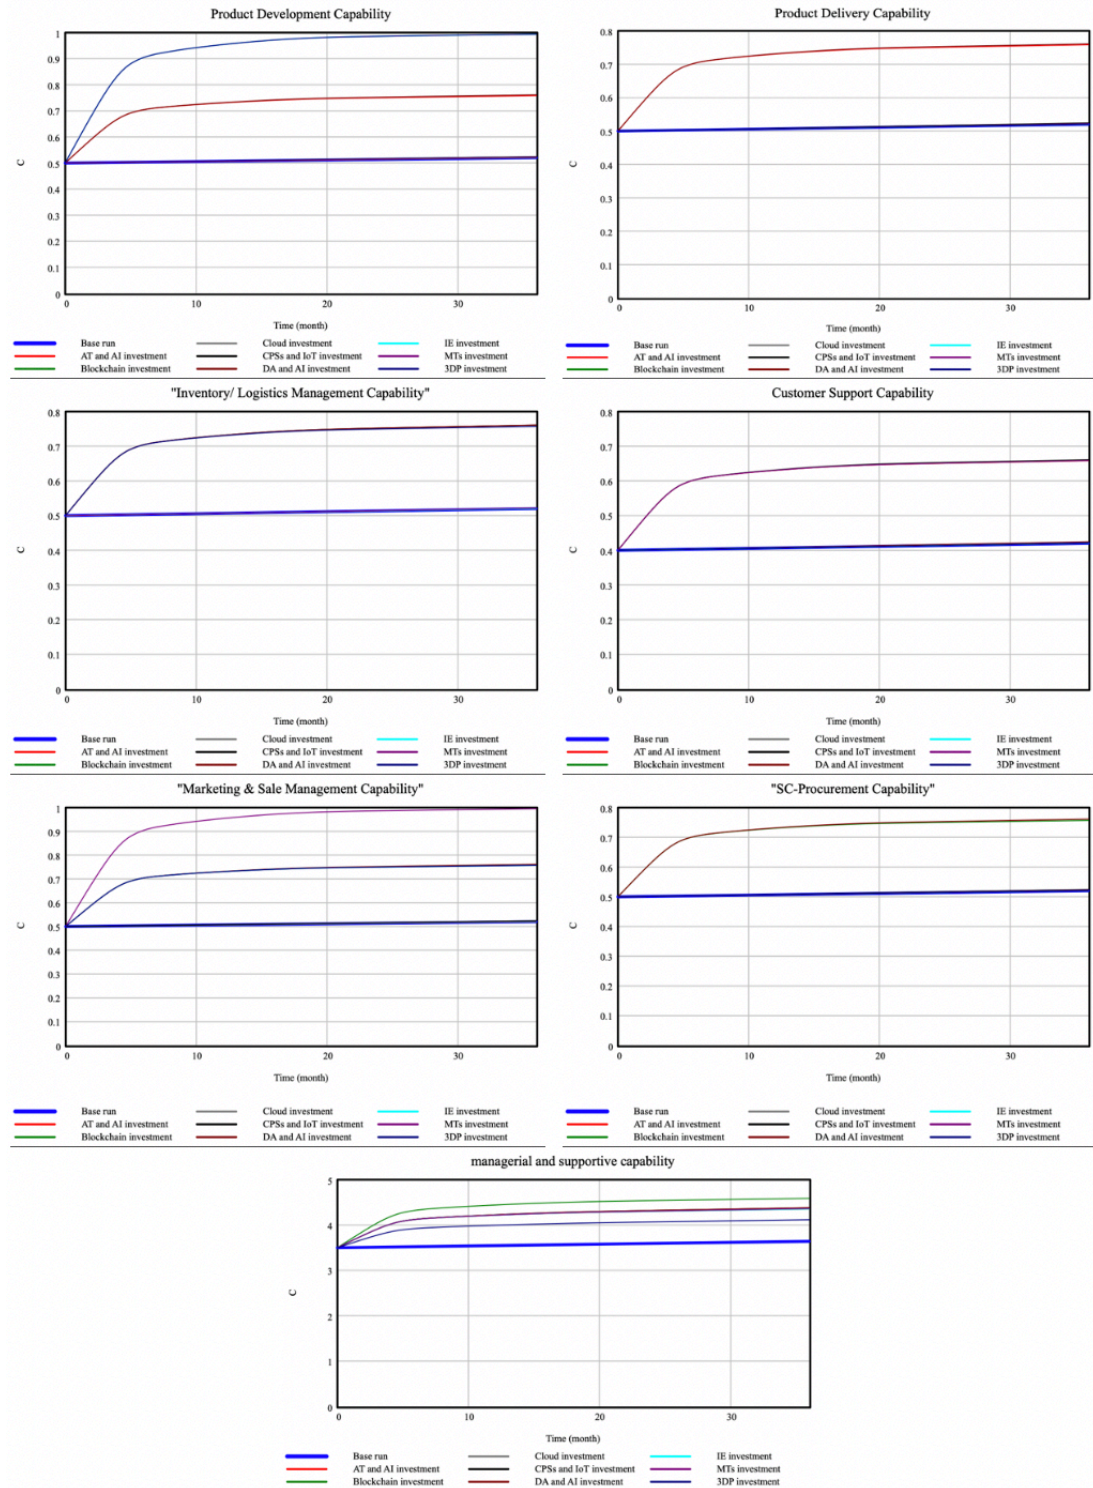 Product Development Capability
1
0.9
0.8
0.7
0.6
0.5
0.4
0.3
0.2
0.1
0
C
0 10 20 30
Time (month)
Base run Cloud investment IE investment
AT and AI investment CPSs and IoT investment MTs investment
Blockchain investment DA and AI investment 3DP investment
Product Delivery Capability
0.8
0.7
0.6
0.5
0.4
0.3
0.2
0.1
0
C
0 10 20 30
Time (month)
Base run Cloud investment IE investment
AT and AI investment CPSs and IoT investment MTs investment
Blockchain investment DA and AI investment 3DP investment
"Inventory/ Logistics Management Capability"
0.8
0.7
0.6
0.5
0.4
0.3
0.2
0.1
0
C
0 10 20 30
Time (month)
Base run Cloud investment IE investment
AT and AI investment CPSs and IoT investment MTs investment
Blockchain investment DA and AI investment 3DP investment
Customer Support Capability
0.8
0.7
0.6
0.5
0.4
0.3
0.2
0.1
0
C
0 10 20 30
Time (month)
Base run Cloud investment IE investment
AT and AI investment CPSs and IoT investment MTs investment
Blockchain investment DA and AI investment 3DP investment
"Marketing & Sale Management Capability"
1
0.9
0.8
0.7
0.6
0.5
0.4
0.3
0.2
0.1
0
C
0 10 20 30
Time (month)
Base run Cloud investment IE investment
AT and AI investment CPSs and IoT investment MTs investment
Blockchain investment DA and AI investment 3DP investment
"SC-Procurement Capability"
0.8
0.7
0.6
0.5
0.4
0.3
0.2
0.1
0
C
0 10 20 30
Time (month)
Base run Cloud investment IE investment
AT and AI investment CPSs and IoT investment MTs investment
Blockchain investment DA and AI investment 3DP investment
managerial and supportive capability
5
4
3
2
1
0
C
0 10 20 30
Time (month)
Base run Cloud investment IE investment
AT and AI investment CPSs and IoT investment MTs investment
Blockchain investment DA and AI investment 3DP investment